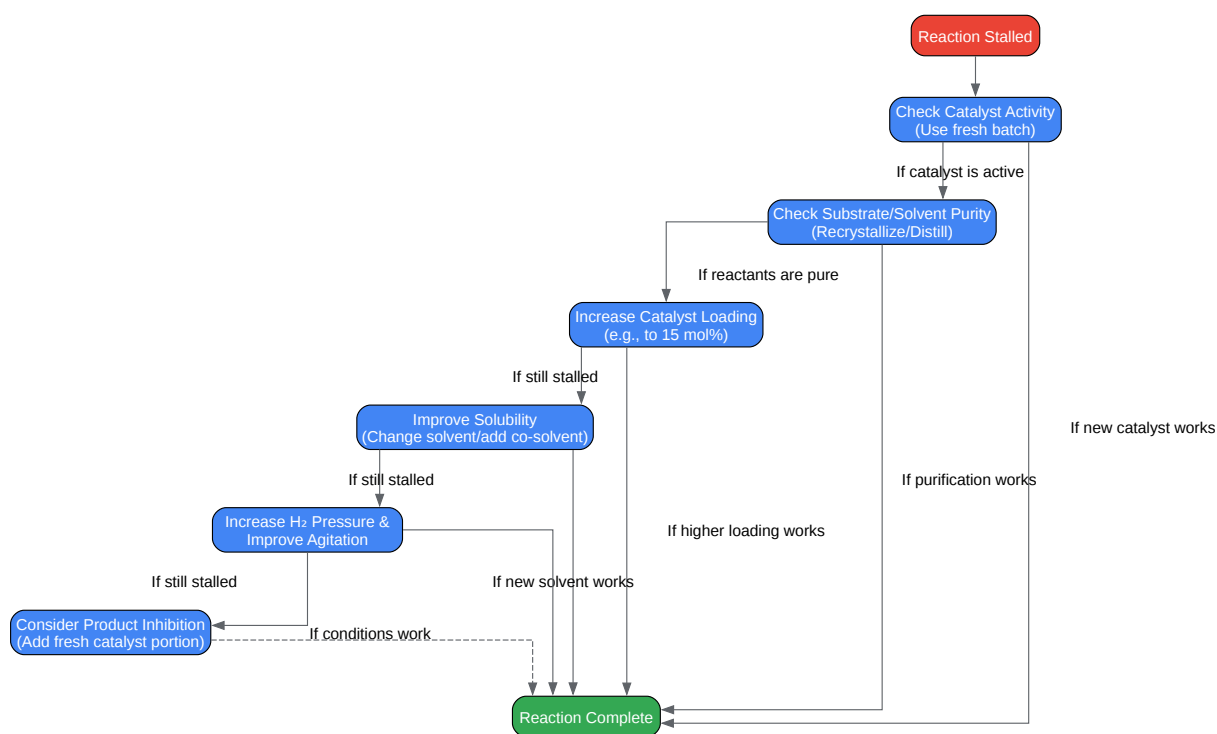 Reaction Stalled
Check Catalyst Activity
(Use fresh batch)
If catalyst is active
Check Substrate/Solvent Purity
(Recrystallize/Distill)
If reactants are pure
Increase Catalyst Loading
(e.g., to 15 mol%)
If still stalled
Improve Solubility
(Change solvent/add co-solvent)
If new catalyst works
If still stalled
If purification works
Increase H₂ Pressure &
Improve Agitation
If higher loading works
If still stalled
If new solvent works
Consider Product Inhibition
(Add fresh catalyst portion)
If conditions work
Reaction Complete